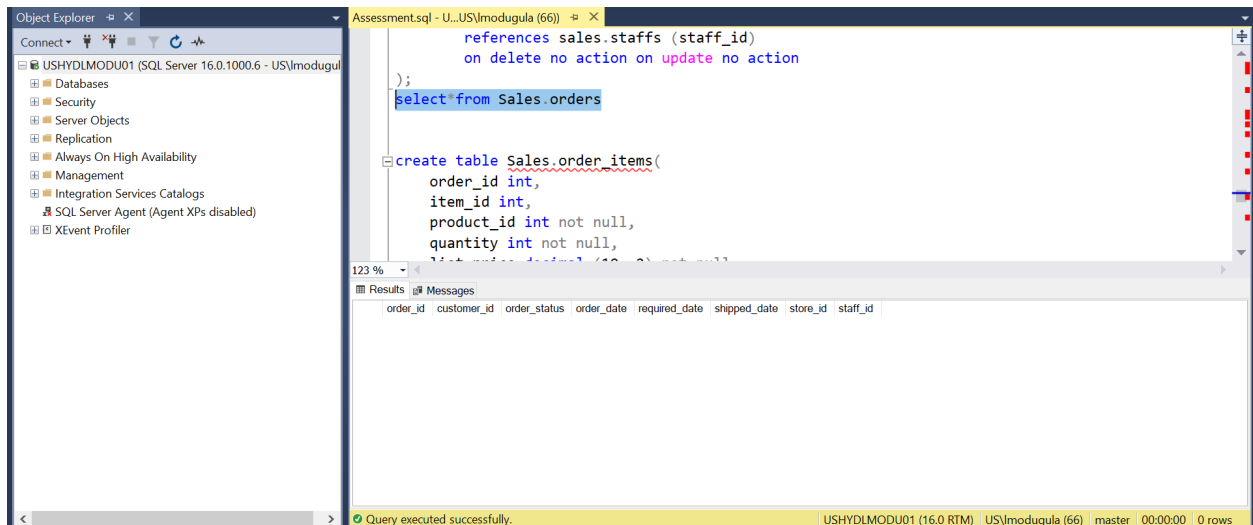 Object Explorer
Assessment.sql - U...US\lmodugula (66))
Connect
USHYDLMODU01 (SQL Server 16.0.1000.6 - US\lmodugul
Databases
Security
Server Objects
Replication
Always On High Availability
Management
Integration Services Catalogs
SQL Server Agent (Agent XPs disabled)
XEvent Profiler
references sales.staffs (staff_id)
on delete no action on update no action
);
select*from Sales.orders
create table Sales.order_items(
order_id int,
item_id int,
product_id int not null,
quantity int not null,
123 %
Results Messages
order_id customer_id order_status order_date required_date shipped_date store_id staff_id
Query executed successfully.
USHYDLMODU01 (16.0 RTM) US\lmodugula (66) master 00:00:00 0 rows